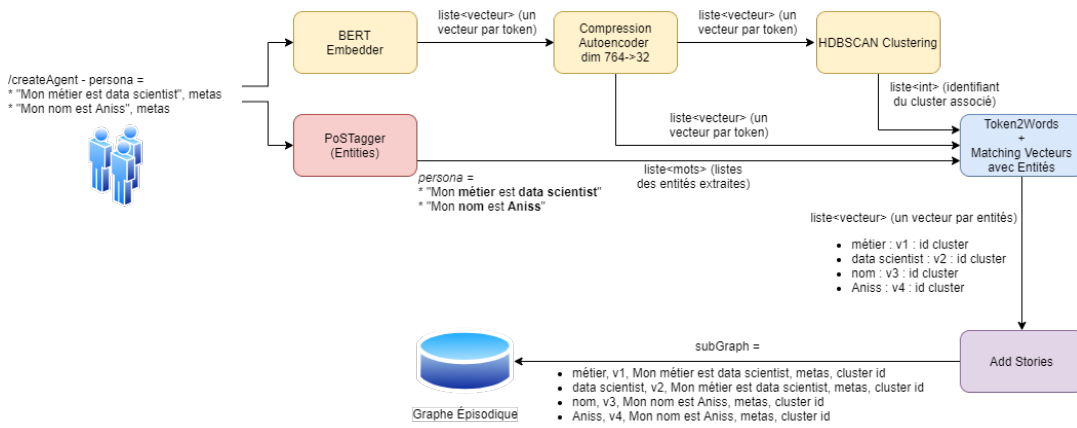 /createAgent - persona =
* "Mon métier est data scientist", metas
* "Mon nom est Aniss", metas
BERT
Embedder
liste<vecteur> (un
vecteur par token)
Compression
Autoencoder
dim 764->32
liste<vecteur> (un
vecteur par token)
HDBSCAN Clustering
liste<int> (identifiant
du cluster associé)
liste<vecteur> (un
vecteur par token)
PoSTagger
(Entities)
liste<mots> (listes
des entités extraites)
persona =
* "Mon métier est data scientist"
* "Mon nom est Aniss"
Token2Words
+
Matching Vecteurs
avec Entités
liste<vecteur> (un vecteur par entités)
• métier : v1 : id cluster
• data scientist : v2 : id cluster
• nom : v3 : id cluster
• Aniss : v4 : id cluster
Add Stories
subGraph =
• métier, v1, Mon métier est data scientist, metas, cluster id
• data scientist, v2, Mon métier est data scientist, metas, cluster id
• nom, v3, Mon nom est Aniss, metas, cluster id
• Aniss, v4, Mon nom est Aniss, metas, cluster id
Graphe Épisodique